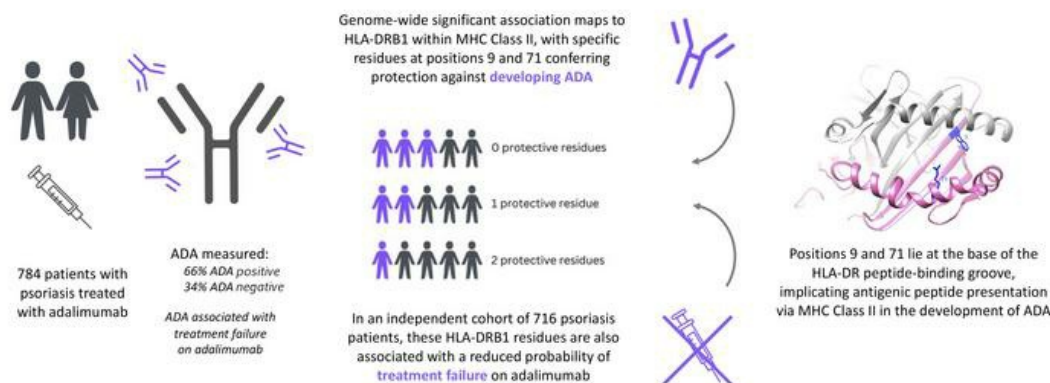 784 patients with
psoriasis treated
with adalimumab
ADA measured:
66% ADA positive
34% ADA negative
ADA associated with
treatment failure
on adalimumab
Genome-wide significant association maps to
HLA-DRB1 within MHC Class II, with specific
residues at positions 9 and 71 conferring
protection against developing ADA
0 protective residues
1 protective residue
2 protective residues
In an independent cohort of 716 psoriasis
patients, these HLA-DRB1 residues are also
associated with a reduced probability of
treatment failure on adalimumab
Positions 9 and 71 lie at the base of the
HLA-DR peptide-binding groove,
implicating antigenic peptide presentation
via MHC Class II in the development of ADA